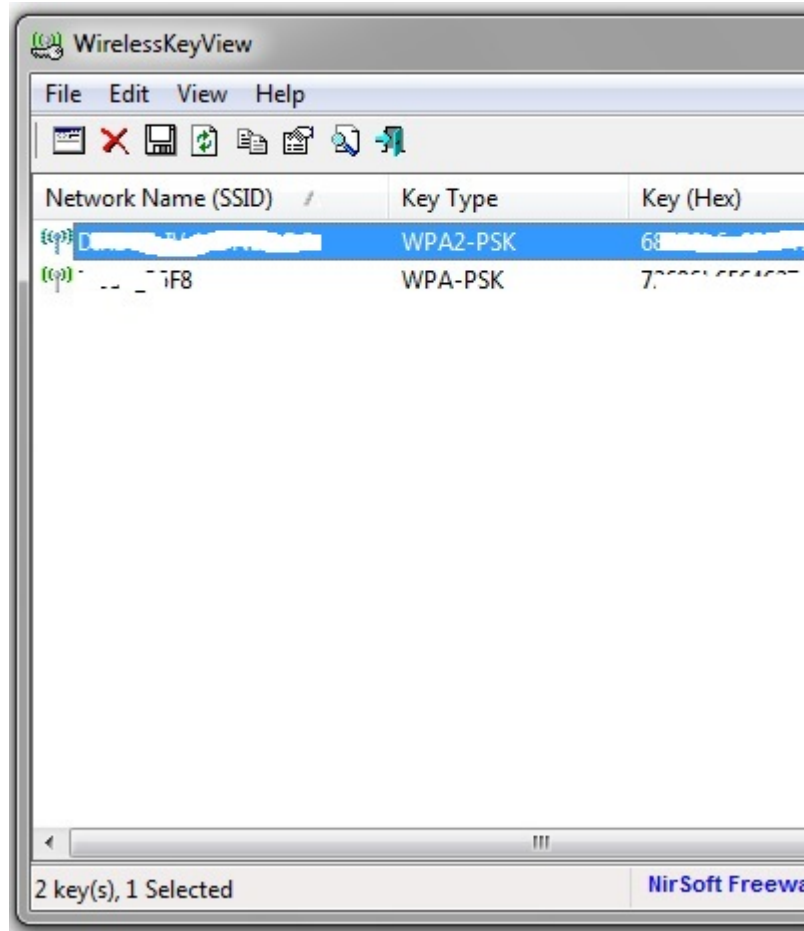 WirelessKeyView
File Edit View Help
Network Name (SSID) / Key Type Key (Hex)
WPA2-PSK
WPA-PSK
2 key(s), 1 Selected NirSoft